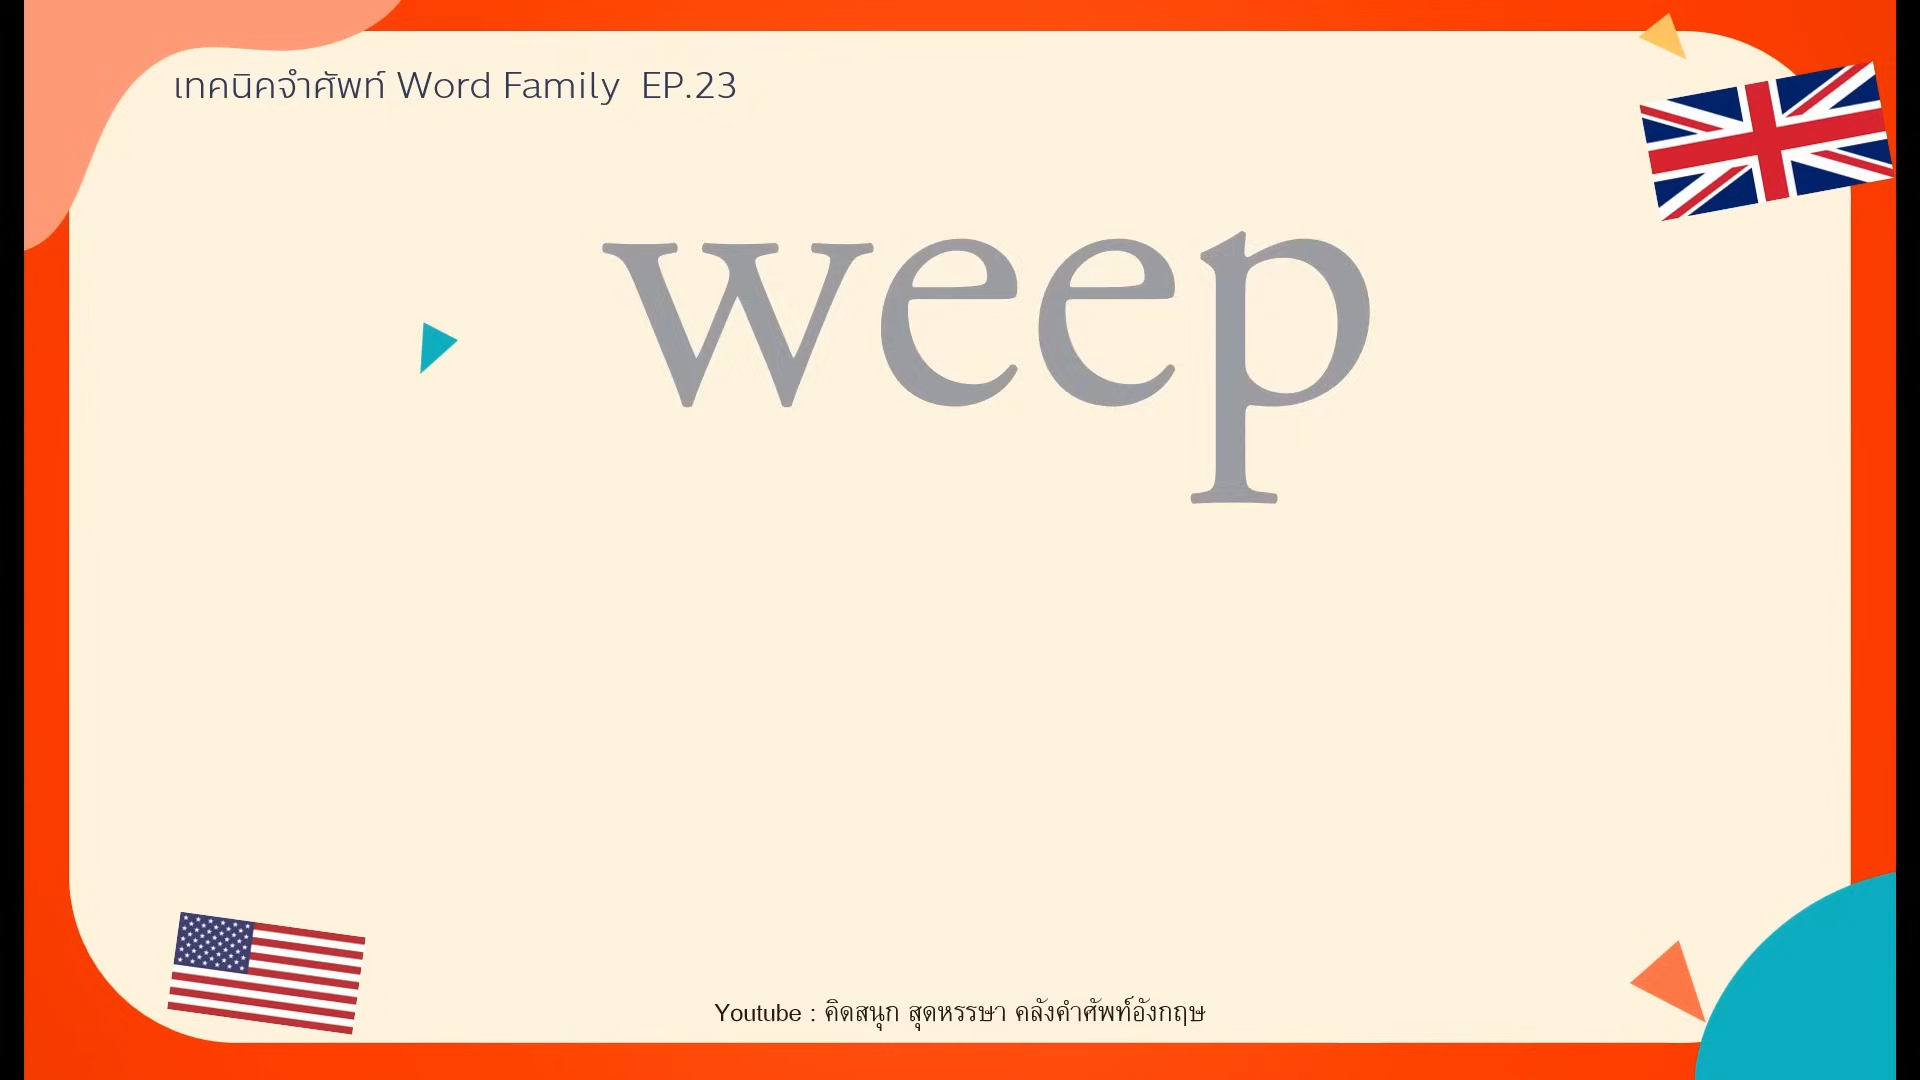 เทคนิคจำศัพท์ Word Family EP.23
weep
Youtube : คิดสนุก สุดหรรษา คลังคำศัพท์อังกฤษ